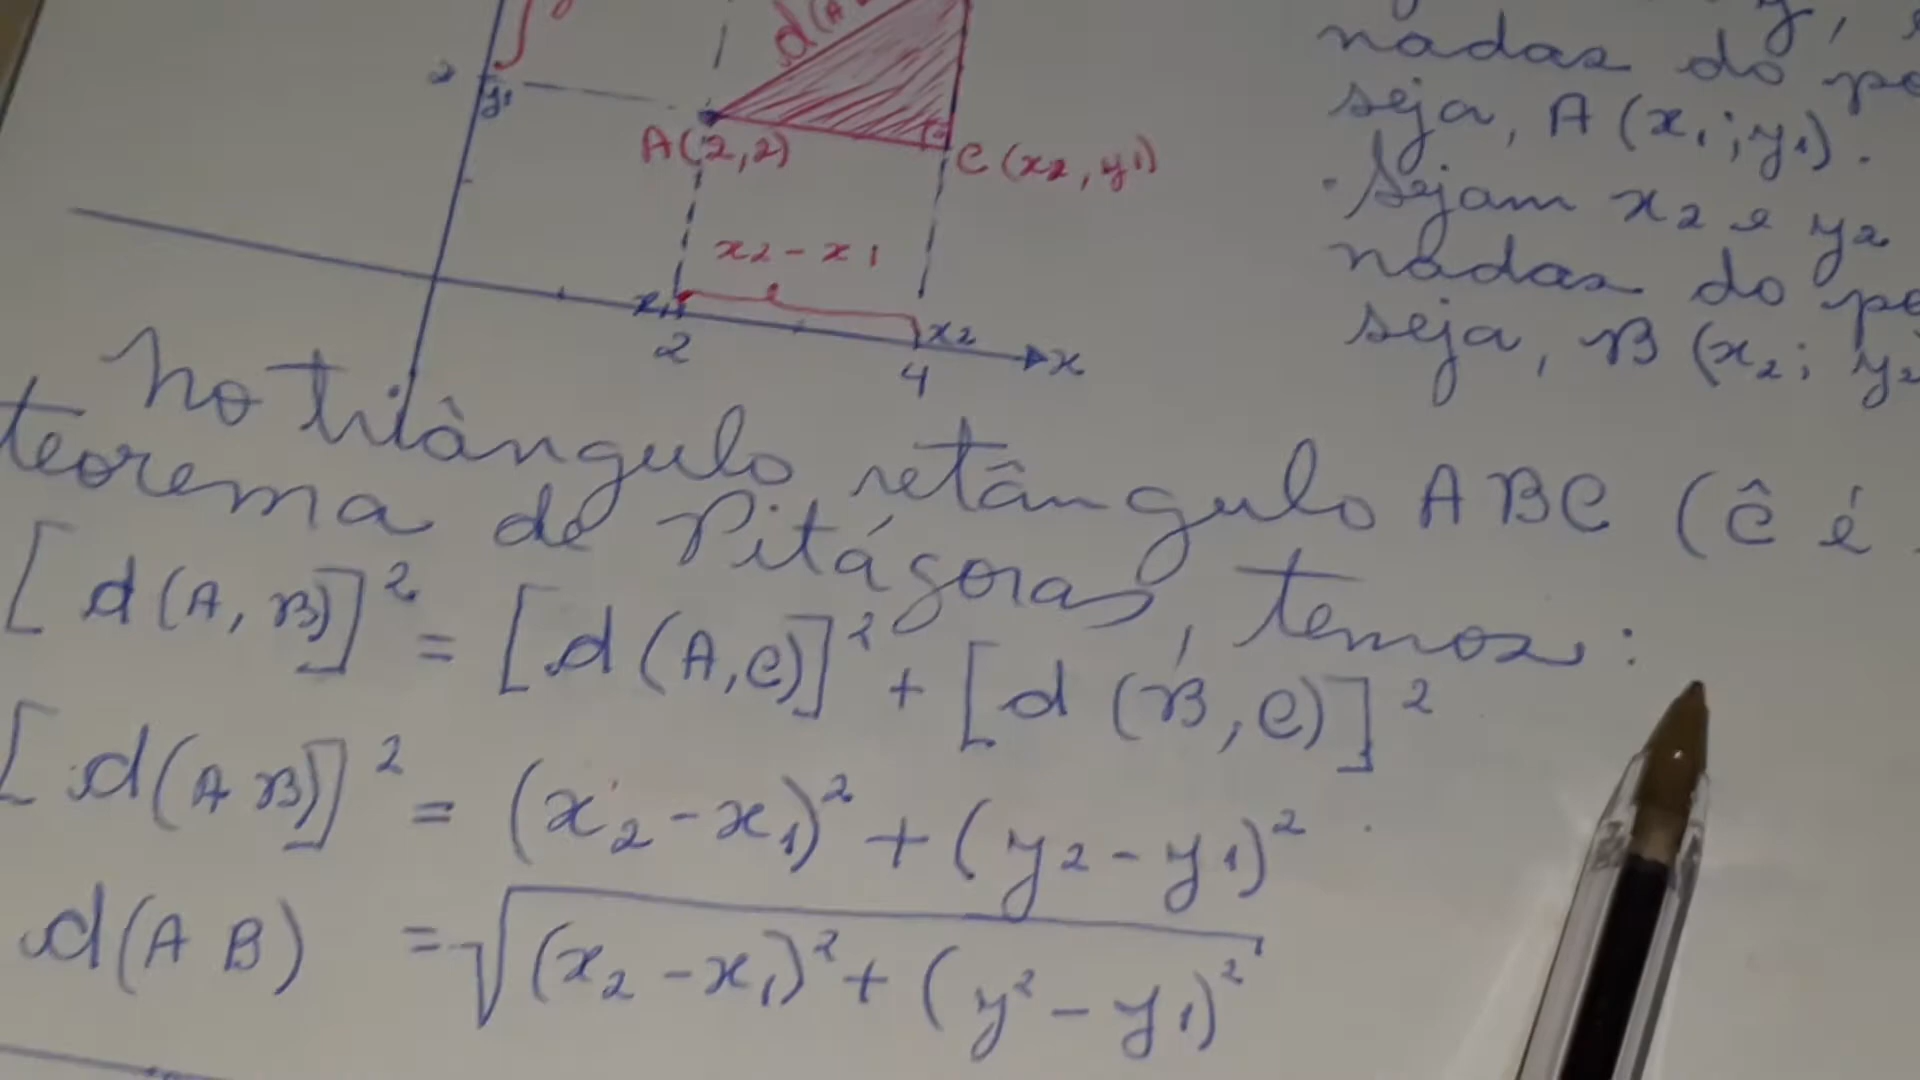 d(A
2
y1
A(2,2)
C (x2, y1)
x2 - x1
x1
x2
2
4
x
nadas do
seja, A (x1; y1).
· Sejam x2 e y2
nadas do
seja, B (x2; y2
No triângulo retângulo ABC (Ĉ é
teorema de Pitágoras, temos:
[d(A, B)]² = [d(A,C)]² + [d(B,C)]²
[d(A B)]² = (x2 - x1)² + (y2 - y1)²
d(A B) = √(x2 - x1)² + (y² - y1)²